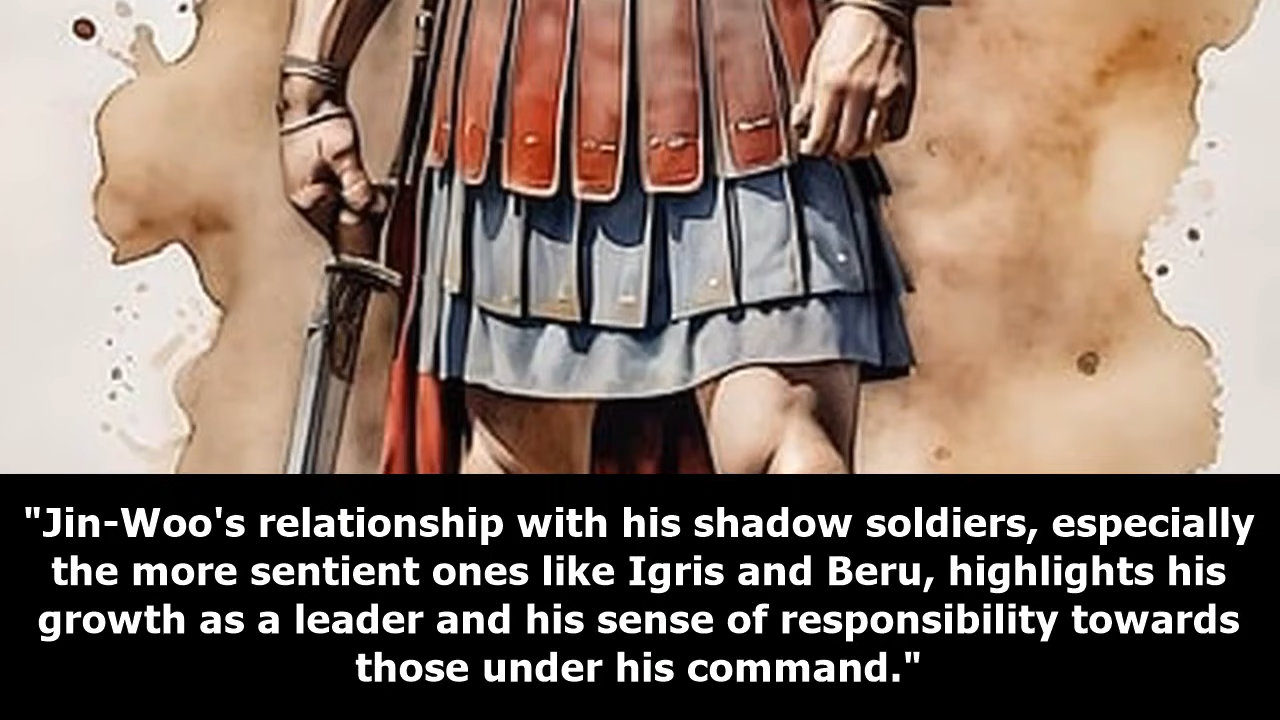 "Jin-Woo's relationship with his shadow soldiers, especially
the more sentient ones like Igris and Beru, highlights his
growth as a leader and his sense of responsibility towards
those under his command."